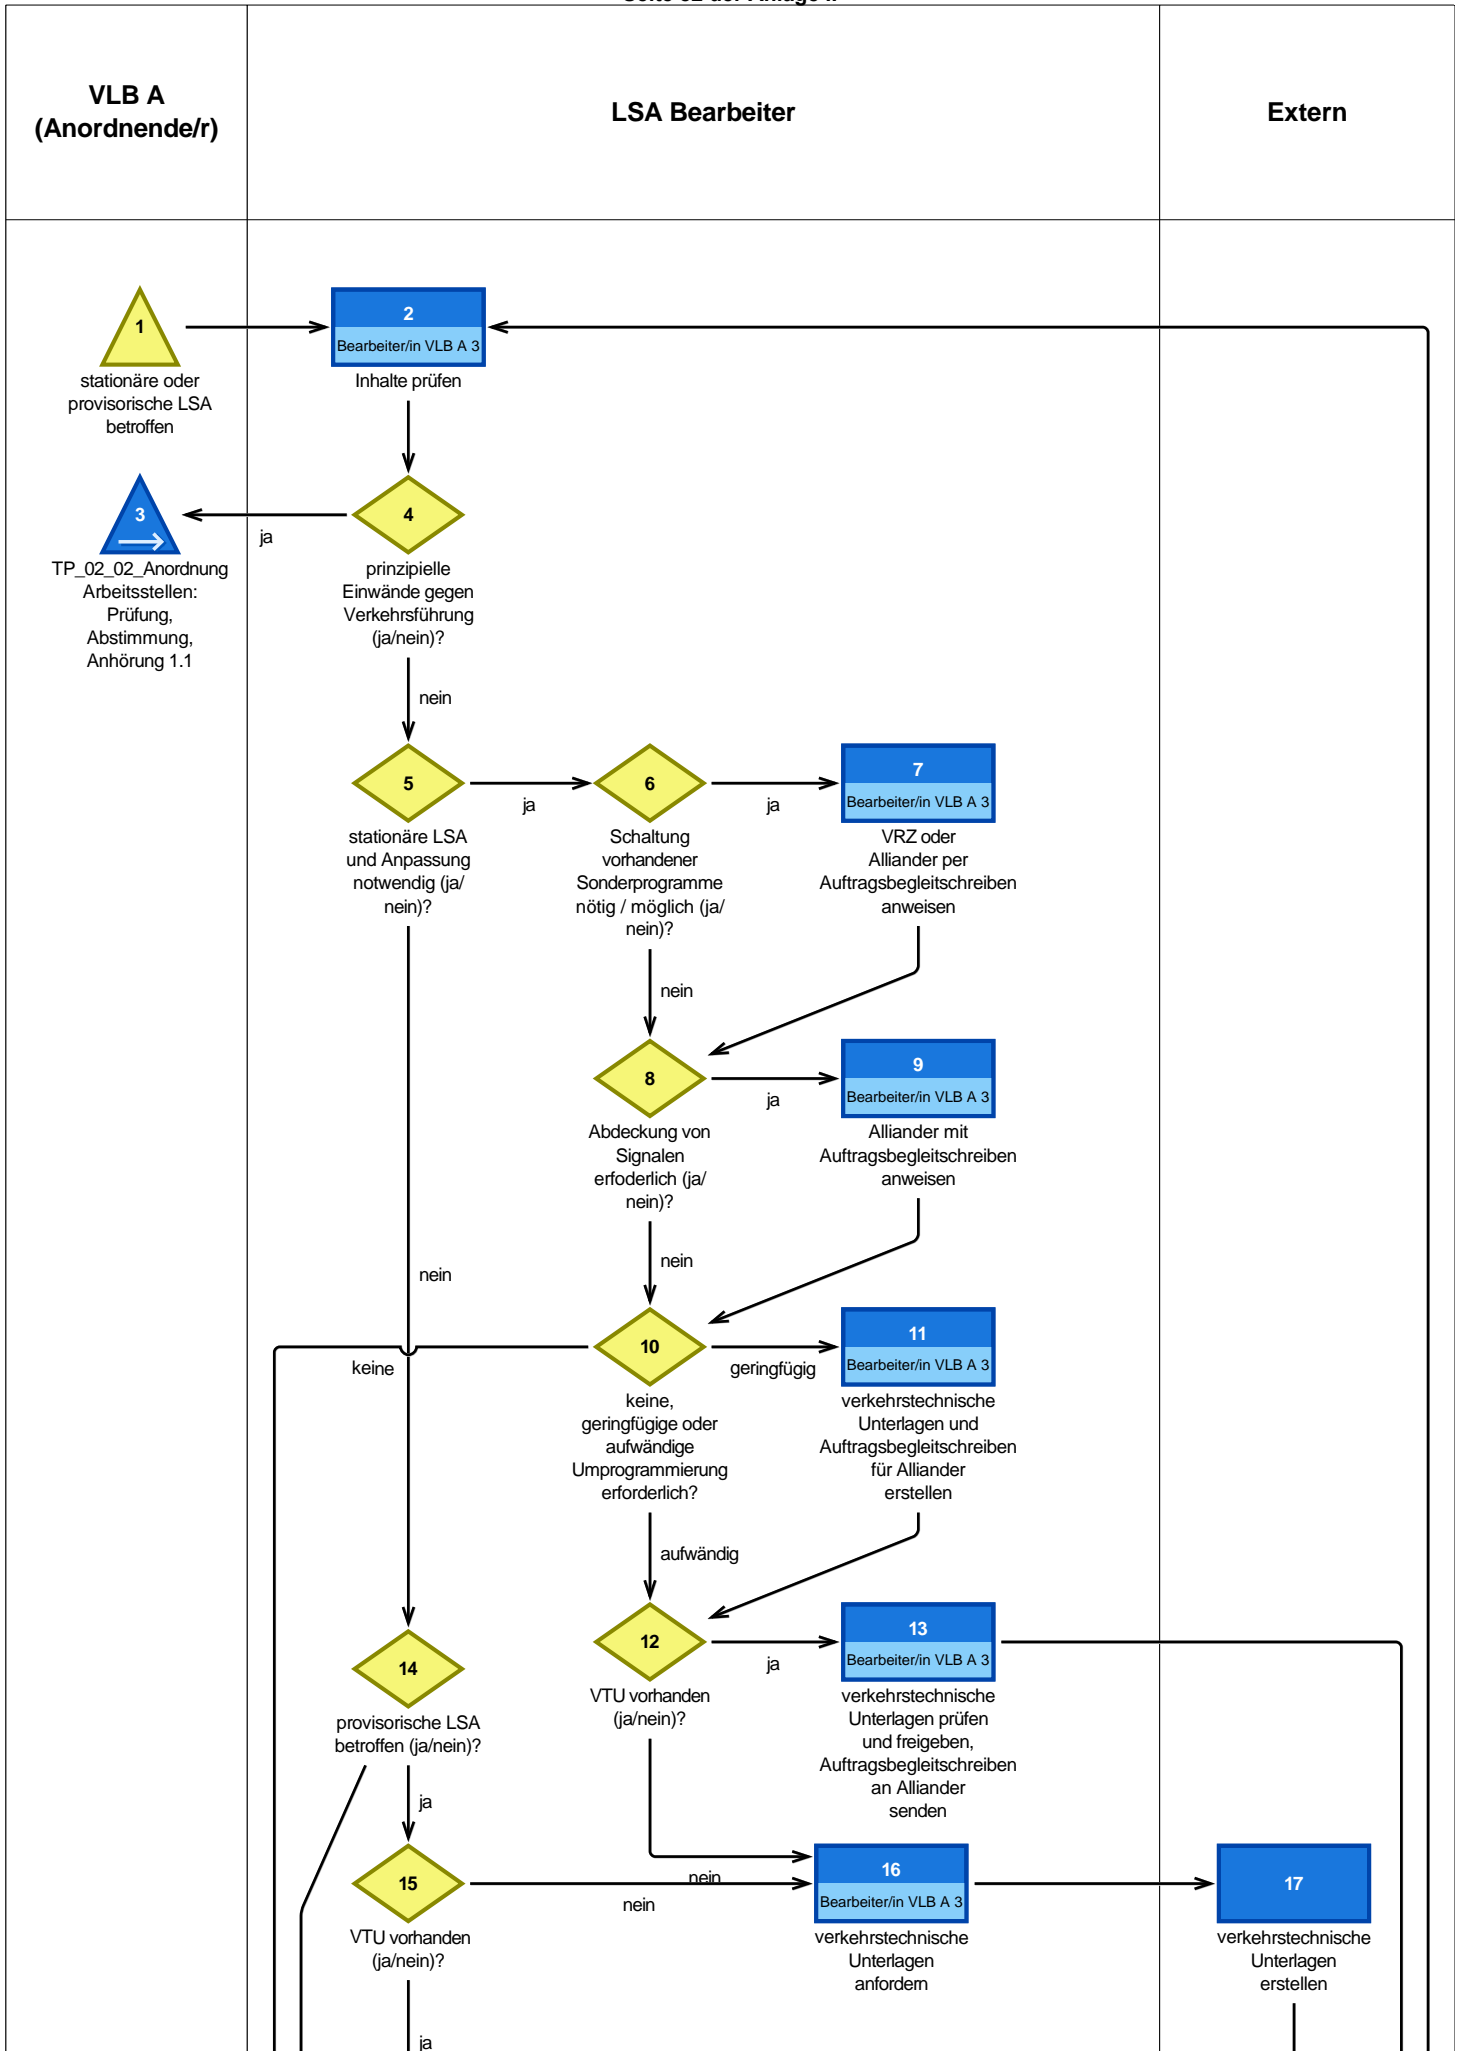 VLB A
(Anordnende/r)
LSA Bearbeiter
Extern
1
stationäre oder
provisorische LSA
betroffen
2
Bearbeiter/in VLB A 3
Inhalte prüfen
3
TP_02_02_Anordnung
Arbeitsstellen:
Prüfung,
Abstimmung,
Anhörung 1.1
ja
4
prinzipielle
Einwände gegen
Verkehrsführung
(ja/nein)?
nein
5
stationäre LSA
und Anpassung
notwendig (ja/
nein)?
ja
6
Schaltung
vorhandener
Sonderprogramme
nötig / möglich (ja/
nein)?
ja
7
Bearbeiter/in VLB A 3
VRZ oder
Alliander per
Auftragsbegleitschreiben
anweisen
nein
8
Abdeckung von
Signalen
erfoderlich (ja/
nein)?
ja
9
Bearbeiter/in VLB A 3
Alliander mit
Auftragsbegleitschreiben
anweisen
nein
nein
10
keine,
geringfügige oder
aufwändige
Umprogrammierung
erforderlich?
keine
geringfügig
11
Bearbeiter/in VLB A 3
verkehrstechnische
Unterlagen und
Auftragsbegleitschreiben
für Alliander
erstellen
aufwändig
12
VTU vorhanden
(ja/nein)?
ja
13
Bearbeiter/in VLB A 3
verkehrstechnische
Unterlagen prüfen
und freigeben,
Auftragsbegleitschreiben
an Alliander
senden
14
provisorische LSA
betroffen (ja/nein)?
ja
15
VTU vorhanden
(ja/nein)?
nein
nein
16
Bearbeiter/in VLB A 3
verkehrstechnische
Unterlagen
anfordern
17
verkehrstechnische
Unterlagen
erstellen
ja